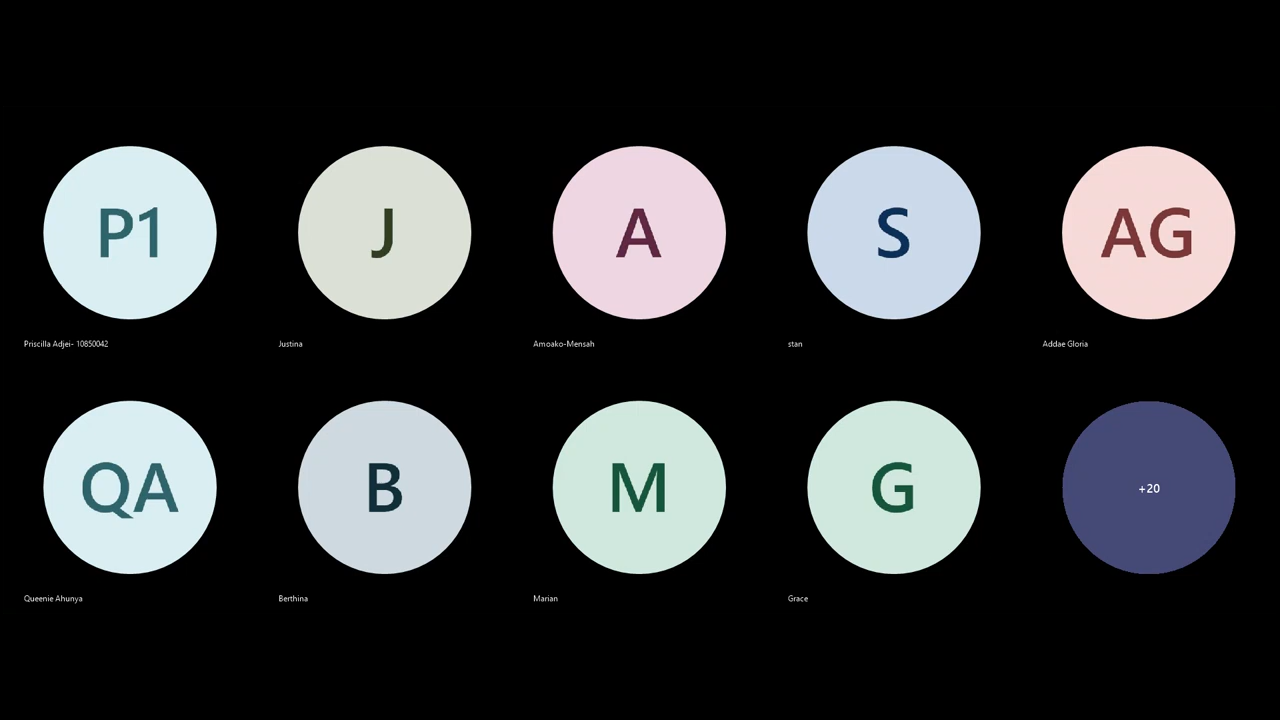 P1
J
A
S
AG
Priscilla Adjei- 10850042
Justina
Amoako-Mensah
stan
Addae Gloria
QA
B
M
G
+20
Queenie Ahunya
Berthina
Marian
Grace